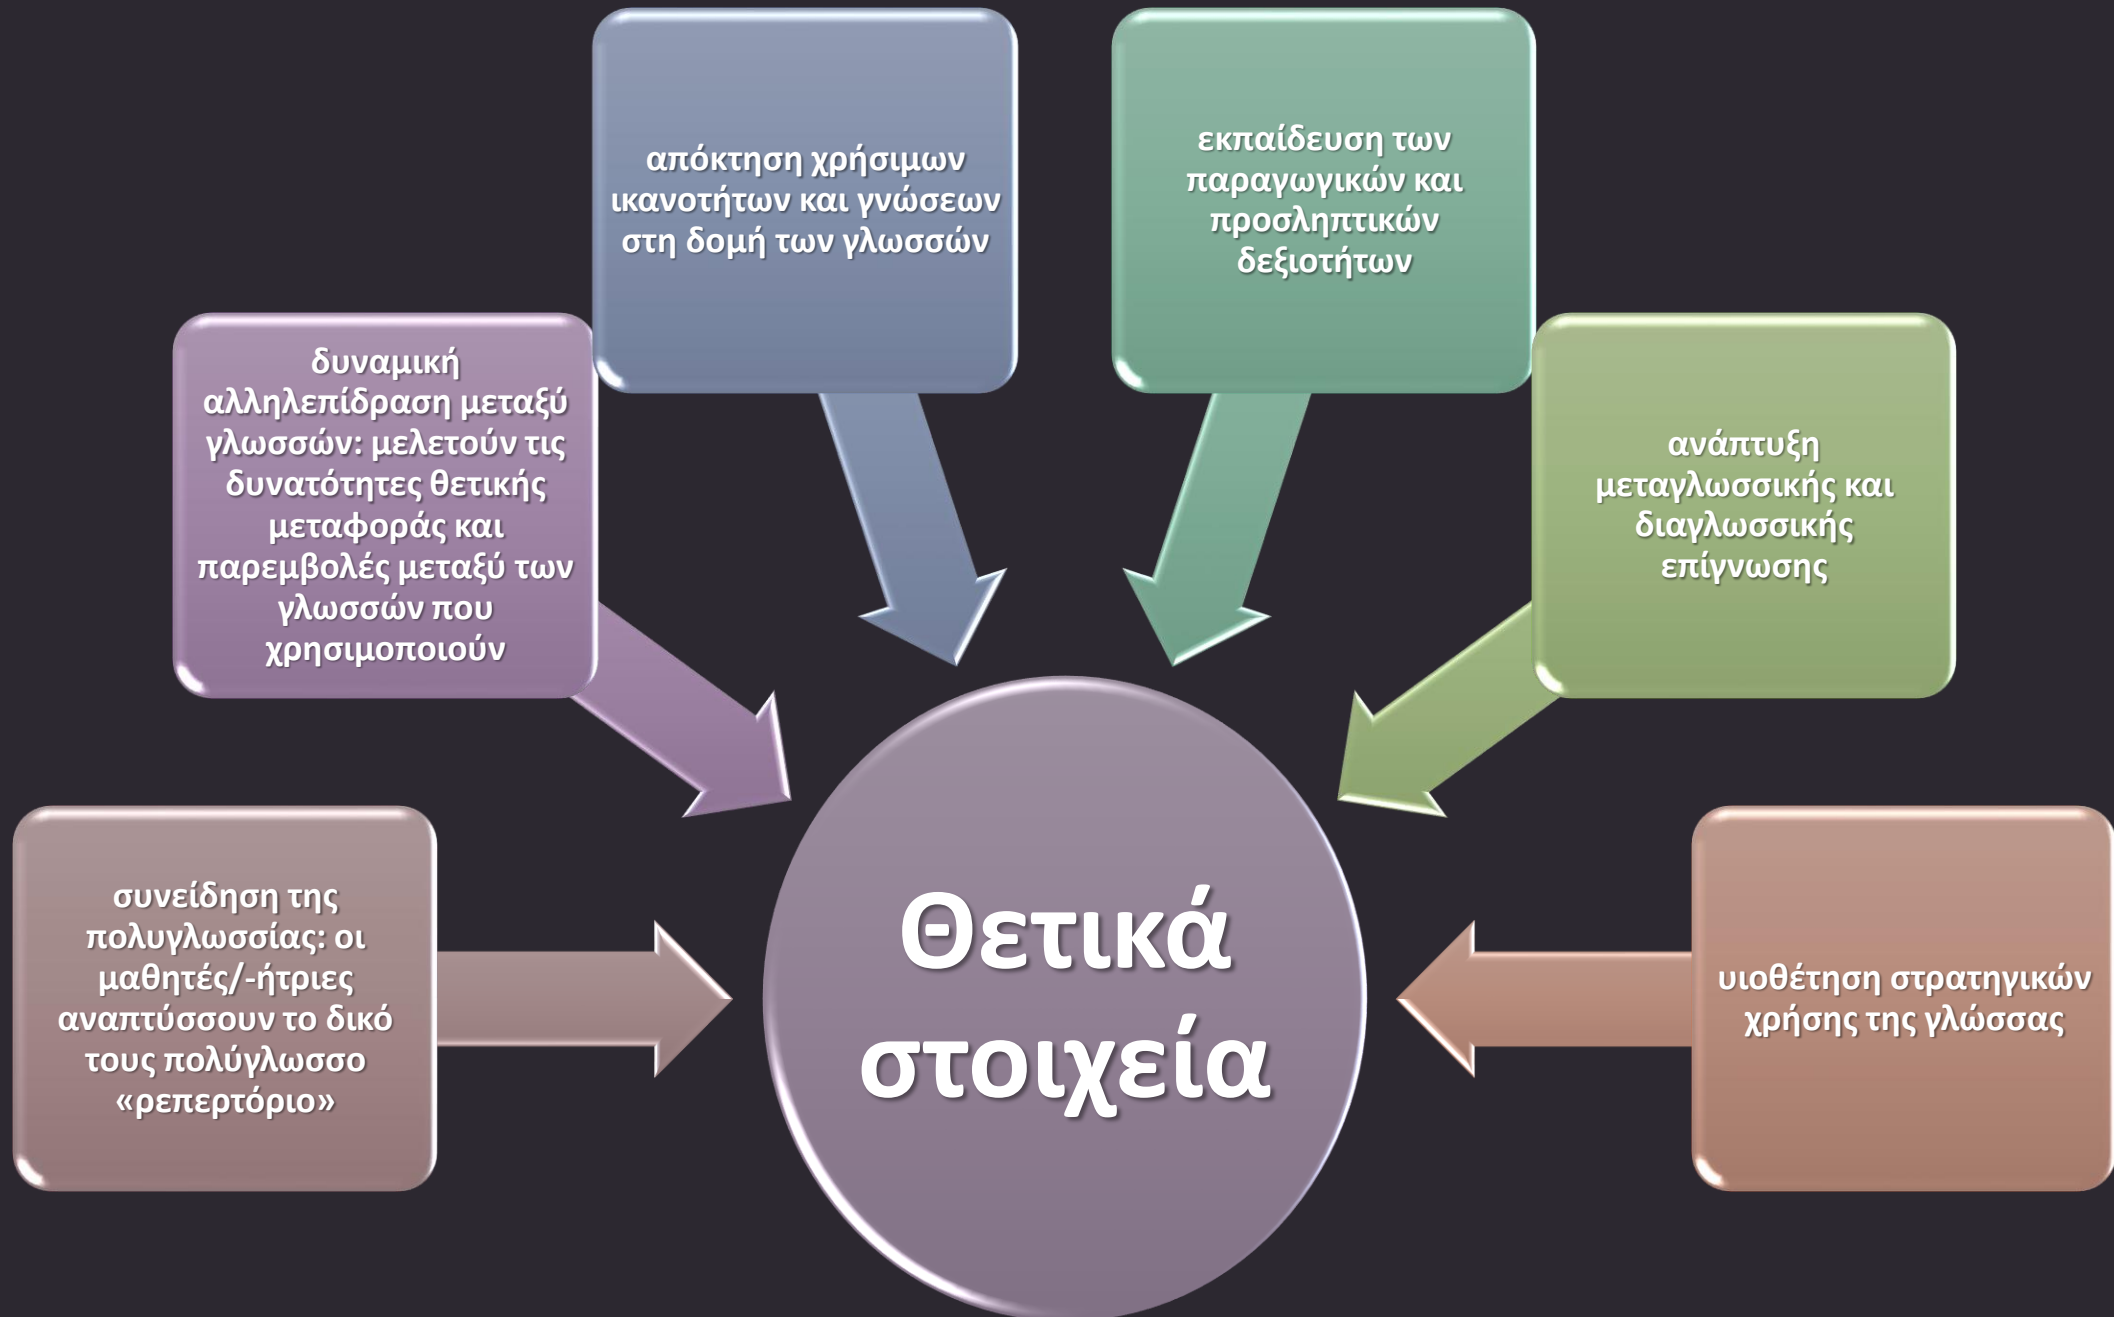 απόκτηση χρήσιμων
ικανοτήτων και γνώσεων
στη δομή των γλωσσών
εκπαίδευση των
παραγωγικών και
προσληπτικών
δεξιοτήτων
δυναμική
αλληλεπίδραση μεταξύ
γλωσσών: μελετούν τις
δυνατότητες θετικής
μεταφοράς και
παρεμβολές μεταξύ των
γλωσσών που
χρησιμοποιούν
ανάπτυξη
μεταγλωσσικής και
διαγλωσσικής
επίγνωσης
συνείδηση της
πολυγλωσσίας: οι
μαθητές/-ήτριες
αναπτύσσουν το δικό
τους πολύγλωσσο
«ρεπερτόριο»
Θετικά
στοιχεία
υιοθέτηση στρατηγικών
χρήσης της γλώσσας